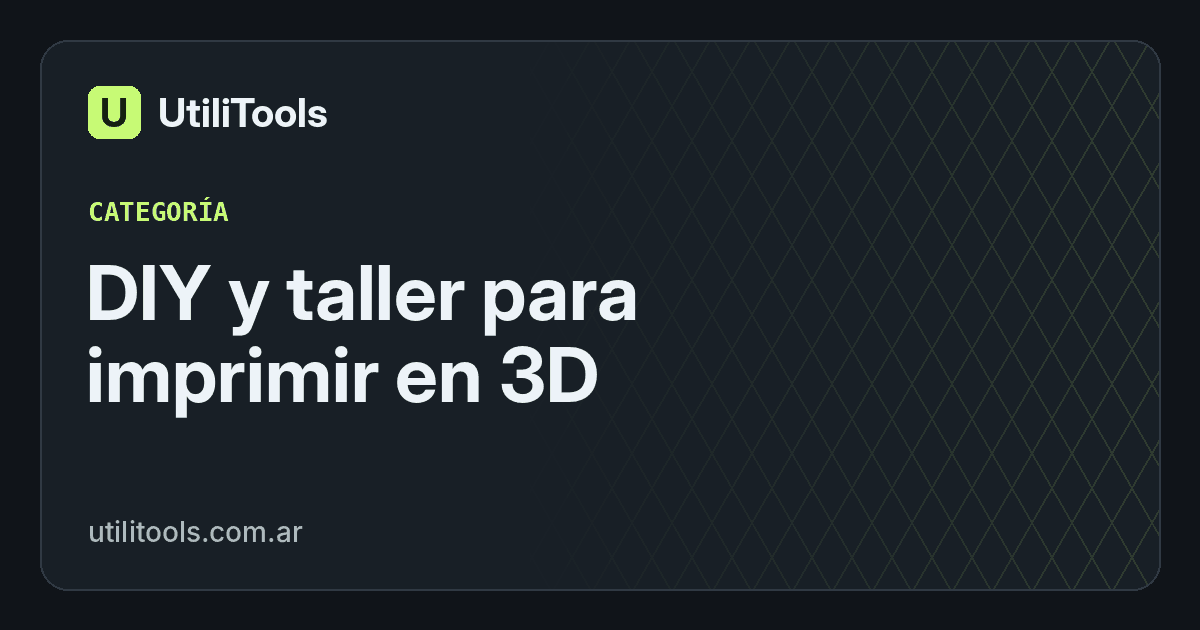 U UtiliTools
CATEGORÍA
DIY y taller para
imprimir en 3D
utilitools.com.ar